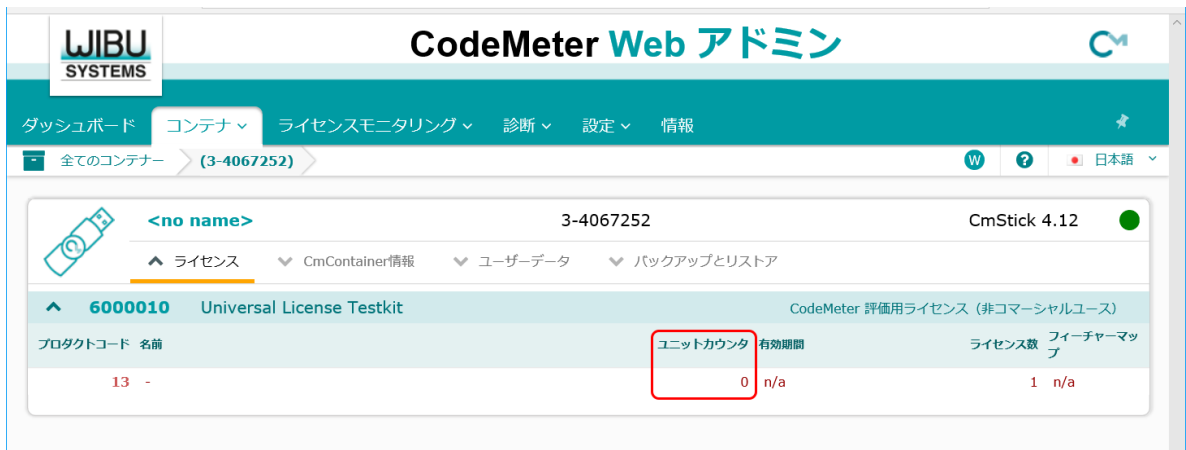 WIBU
SYSTEMS
CodeMeter Web アドミン
ダッシュボード コンテナ ライセンスモニタリング 診断 設定 情報
全てのコンテナー (3-4067252) W ? 日本語
<no name> 3-4067252 CmStick 4.12
ライセンス CmContainer情報 ユーザーデータ バックアップとリストア
6000010 Universal License Testkit CodeMeter 評価用ライセンス（非コマーシャルユース）
プロダクトコード 名前 ユニットカウンタ 有効期間 ライセンス数 フィーチャーマップ
13 - 0 n/a 1 n/a